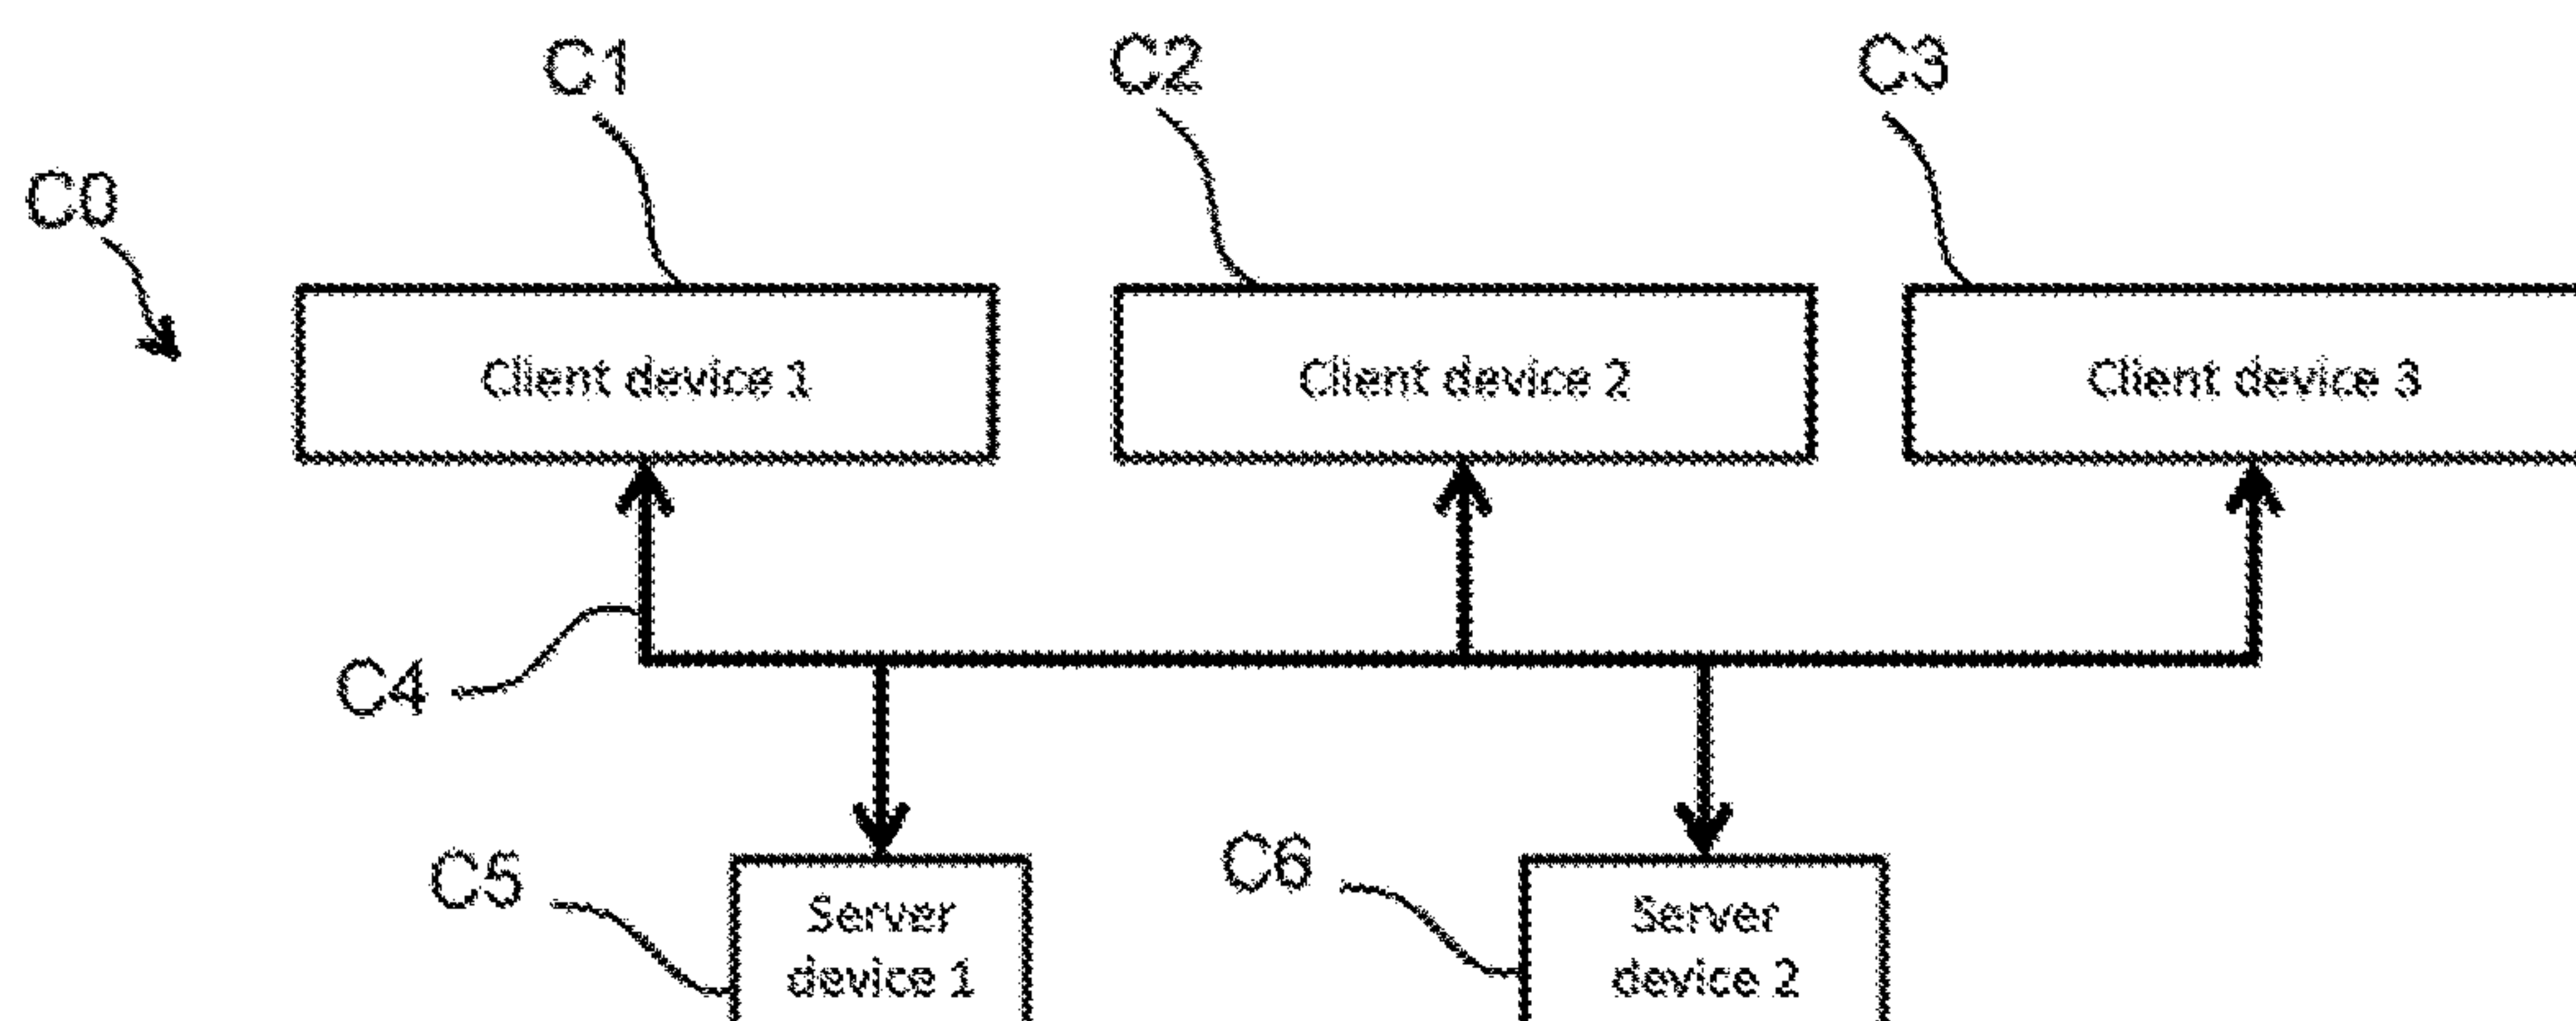 C1
C2
C3
C0
Client device 1
Client device 2
Client device 3
C4
C5
C6
Server
device 1
Server
device 2